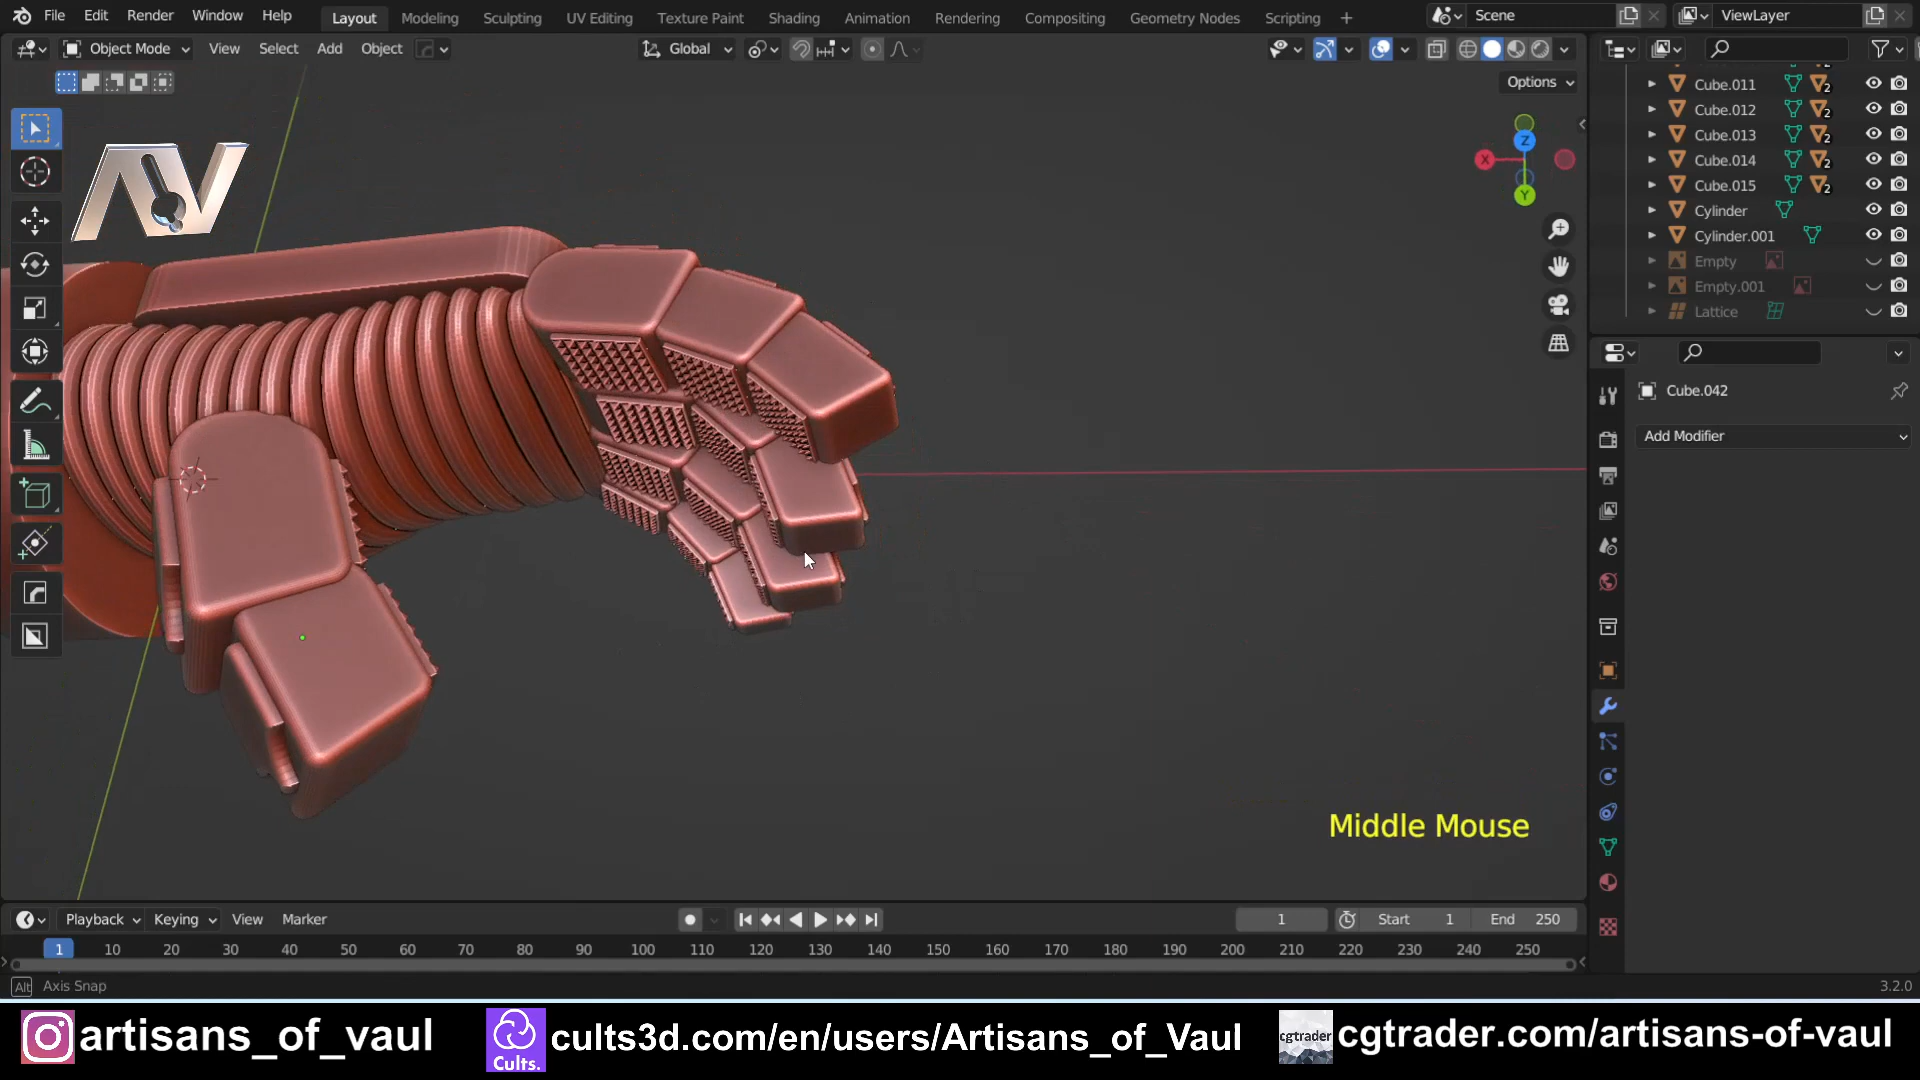 File Edit Render Window Help Layout Modeling Sculpting UV Editing Texture Paint Shading Animation Rendering Compositing Geometry Nodes Scripting Scene ViewLayer
Object Mode View Select Add Object Global
Options
Cube.011
Cube.012
Cube.013
Cube.014
Cube.015
Cylinder
Cylinder.001
Empty
Empty.001
Lattice
X Z Y
Cube.042
Add Modifier
Middle Mouse
Playback Keying View Marker 1 Start 1 End 250
1 10 20 30 40 50 60 70 80 90 100 110 120 130 140 150 160 170 180 190 200 210 220 230 240 250
Alt Axis Snap 3.2.0
artisans_of_vaul Cults. cults3d.com/en/users/Artisans_of_Vaul cgtrader cgtrader.com/artisans-of-vaul